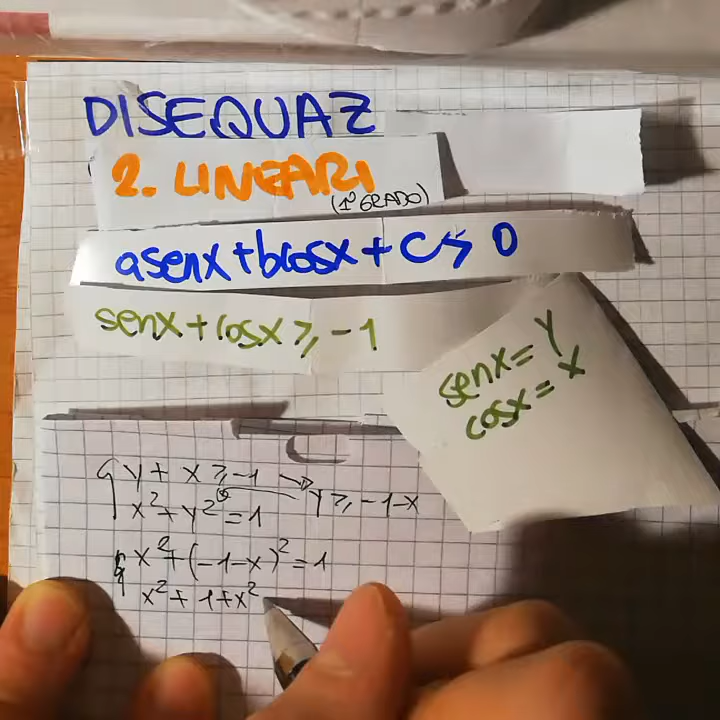 DISEQUAZ
2. LINEARI
(1° GRADO)
asenx+bcosx+c≶0
senx+cosx⩾-1
senx=Y
cosx=X
{y+x⩾-1 → y⩾-1-x
x²+y²=1
{x²+(-1-x)²=1
x²+1+x²